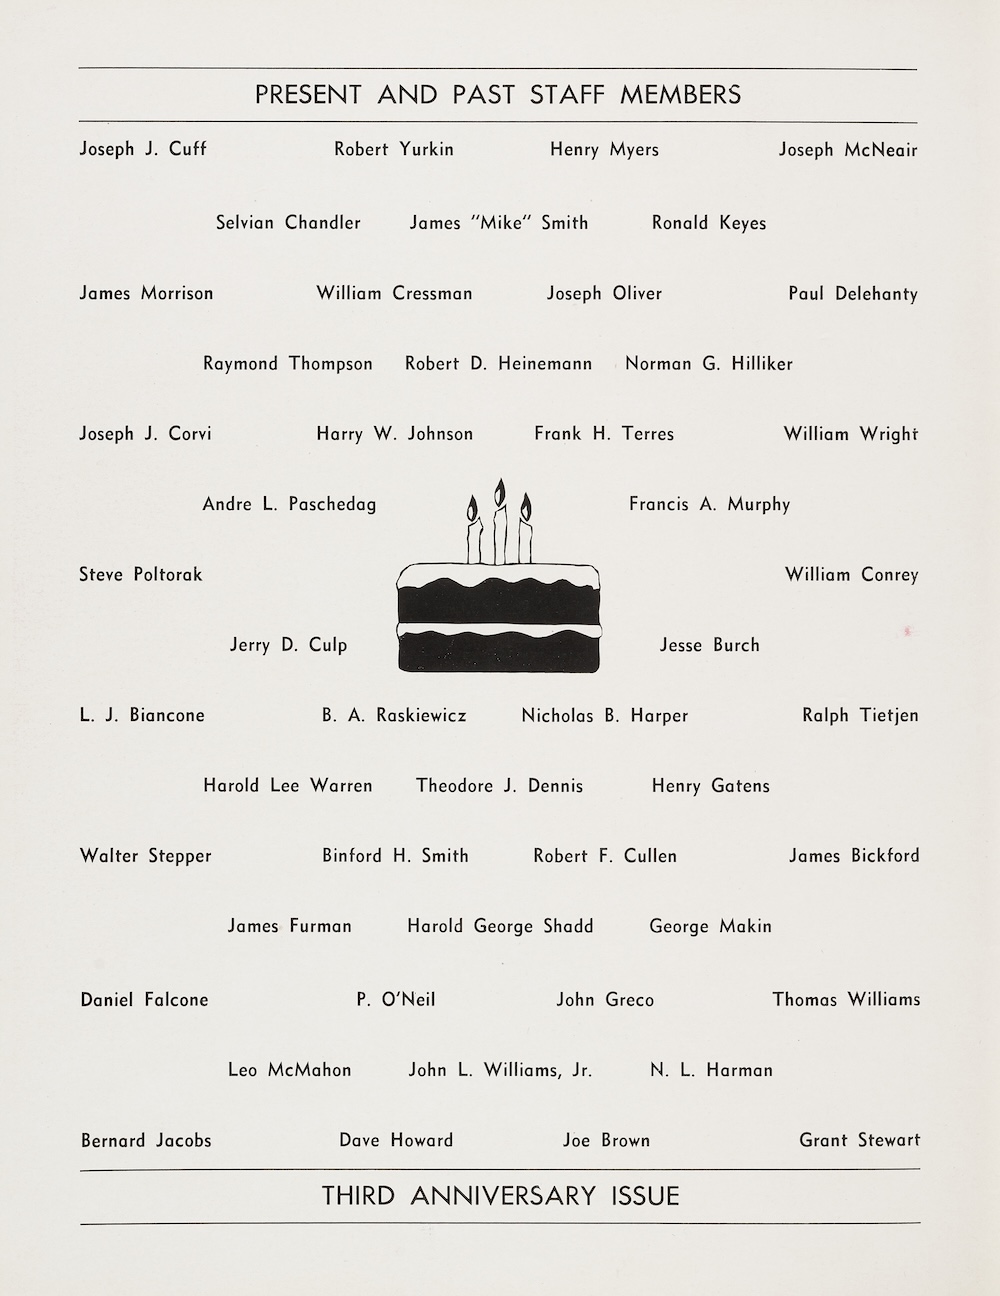 PRESENT AND PAST STAFF MEMBERS
Joseph J. Cuff Robert Yurkin Henry Myers Joseph McNeair
Selvian Chandler James "Mike" Smith Ronald Keyes
James Morrison William Cressman Joseph Oliver Paul Delehanty
Raymond Thompson Robert D. Heinemann Norman G. Hilliker
Joseph J. Corvi Harry W. Johnson Frank H. Terres William Wright
Andre L. Paschedag Francis A. Murphy
Steve Poltorak William Conrey
Jerry D. Culp Jesse Burch
L. J. Biancone B. A. Raskiewicz Nicholas B. Harper Ralph Tietjen
Harold Lee Warren Theodore J. Dennis Henry Gatens
Walter Stepper Binford H. Smith Robert F. Cullen James Bickford
James Furman Harold George Shadd George Makin
Daniel Falcone P. O'Neil John Greco Thomas Williams
Leo McMahon John L. Williams, Jr. N. L. Harman
Bernard Jacobs Dave Howard Joe Brown Grant Stewart
THIRD ANNIVERSARY ISSUE